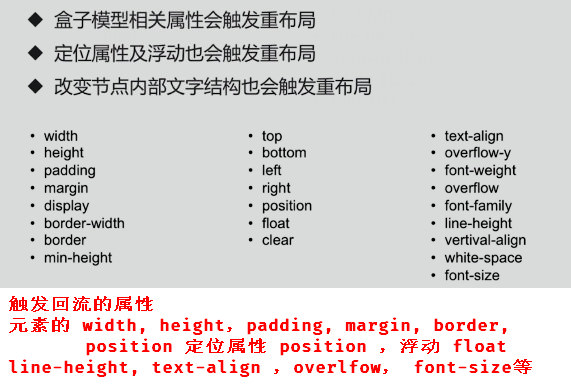 ◆ 盒子模型相关属性会触发重布局
◆ 定位属性及浮动也会触发重布局
◆ 改变节点内部文字结构也会触发重布局
• width
• height
• padding
• margin
• display
• border-width
• border
• min-height
• top
• bottom
• left
• right
• position
• float
• clear
• text-align
• overflow-y
• font-weight
• overflow
• font-family
• line-height
• vertival-align
• white-space
• font-size
触发回流的属性
元素的 width, height，padding, margin, border,
position 定位属性 position ，浮动 float
line-height, text-align ，overlfow， font-size等